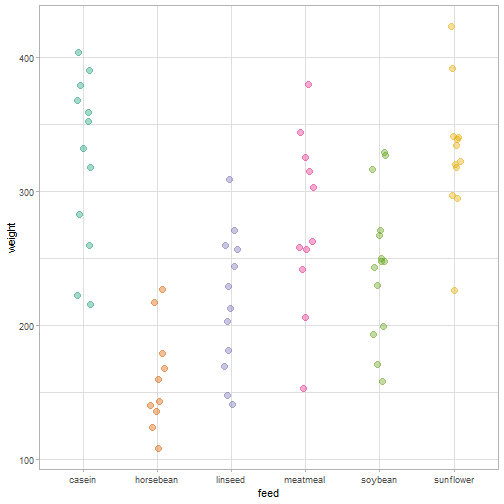 400
300
200
100
weight
casein
horsebean
linseed
meatmeal
soybean
sunflower
feed